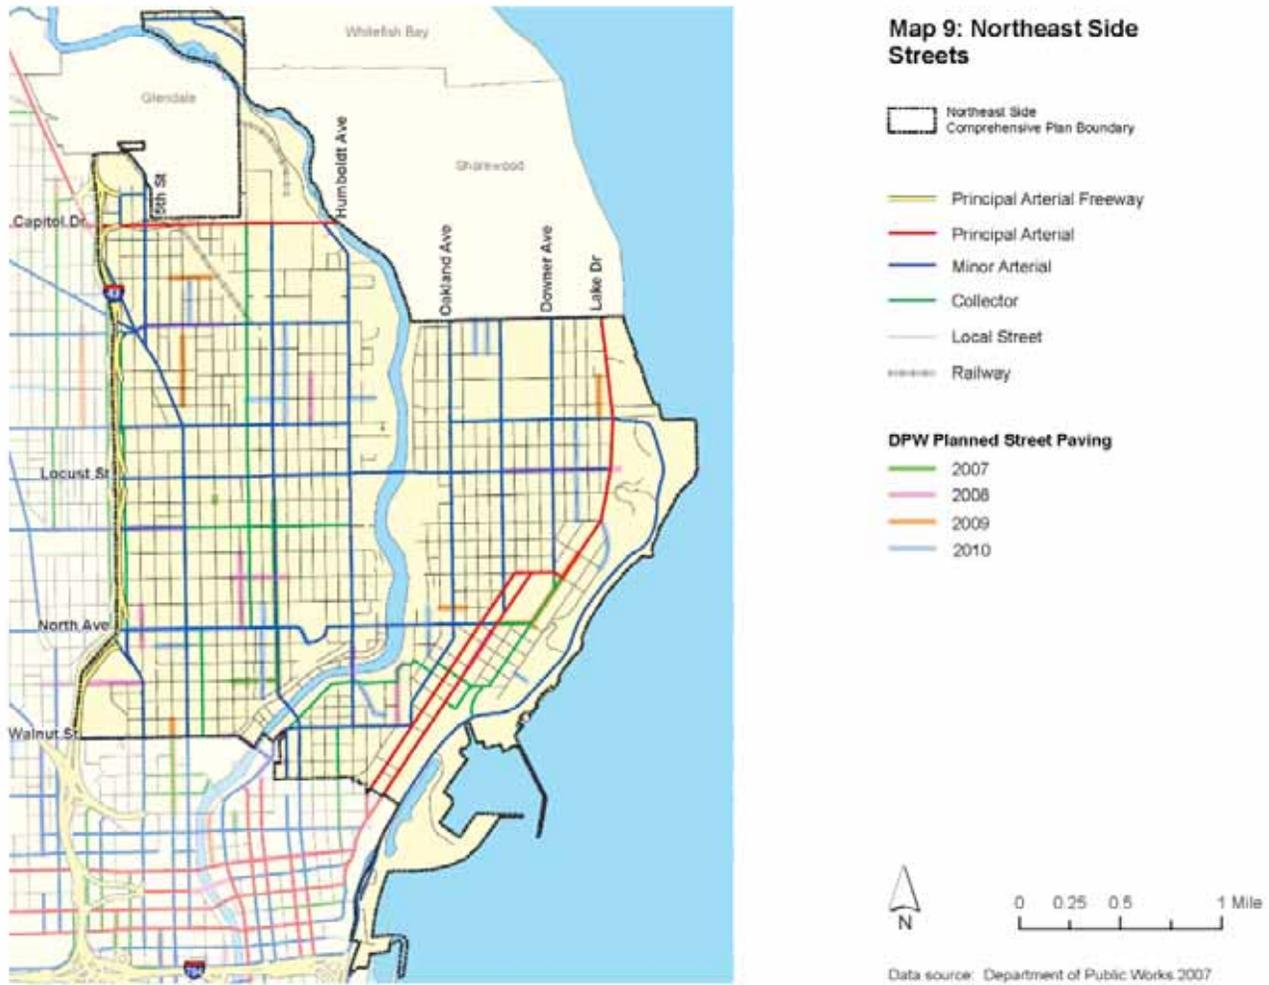 Map 9: Northeast Side
Streets
Northeast Side
Comprehensive Plan Boundary
Principal Arterial Freeway
Principal Arterial
Minor Arterial
Collector
Local Street
Railway
DPW Planned Street Paving
2007
2008
2009
2010
Whitefish Bay
Glendale
Shorewood
Humboldt Ave
5th St
Capitol Dr
Oakland Ave
Downer Ave
Lake Dr
43
Locust St
North Ave
Walnut St
794
N
0 0.25 0.5 1 Mile
Data source: Department of Public Works 2007